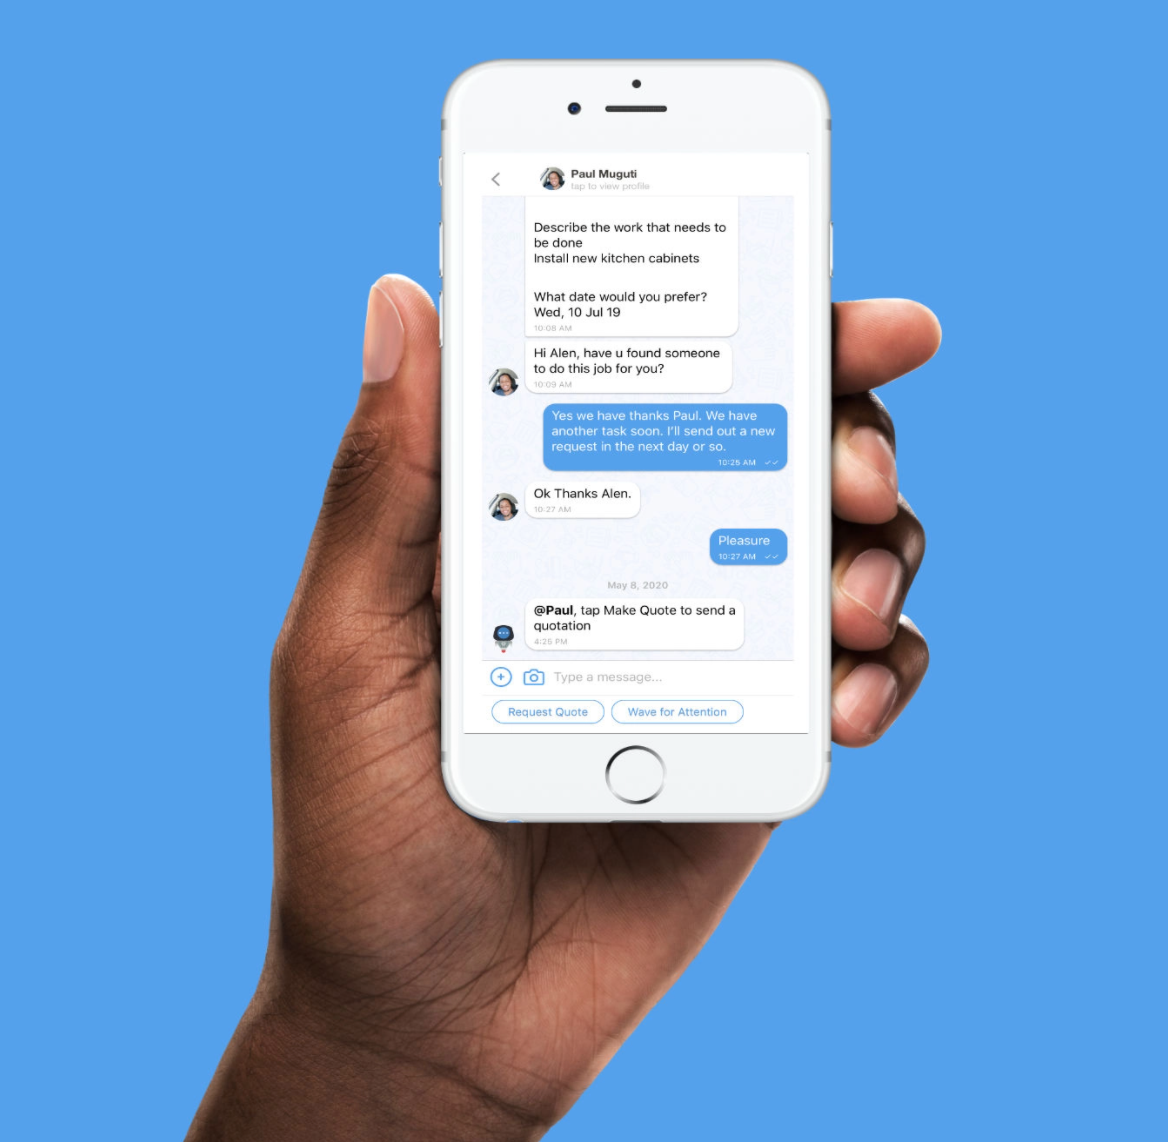 Paul Muguti
tap to view profile
Describe the work that needs to
be done
Install new kitchen cabinets
What date would you prefer?
Wed, 10 Jul 19
10:08 AM
Hi Alen, have u found someone
to do this job for you?
10:09 AM
Yes we have thanks Paul. We have
another task soon. I'll send out a new
request in the next day or so.
10:25 AM
Ok Thanks Alen.
10:27 AM
Pleasure
10:27 AM
May 8, 2020
@Paul, tap Make Quote to send a
quotation
4:25 PM
Type a message...
Request Quote
Wave for Attention